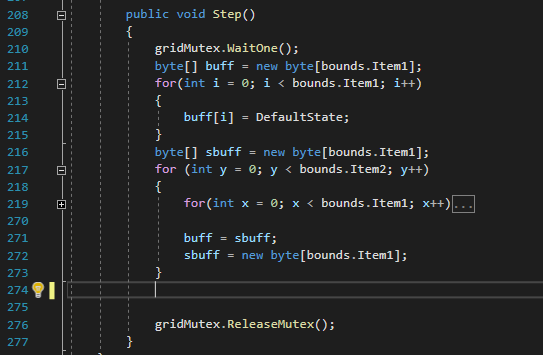 208 public void Step()
209 {
210 gridMutex.WaitOne();
211 byte[] buff = new byte[bounds.Item1];
212 for(int i = 0; i < bounds.Item1; i++)
213 {
214 buff[i] = DefaultState;
215 }
216 byte[] sbuff = new byte[bounds.Item1];
217 for (int y = 0; y < bounds.Item2; y++)
218 {
219 for(int x = 0; x < bounds.Item1; x++)...
270
271 buff = sbuff;
272 sbuff = new byte[bounds.Item1];
273 }
274
275
276 gridMutex.ReleaseMutex();
277 }